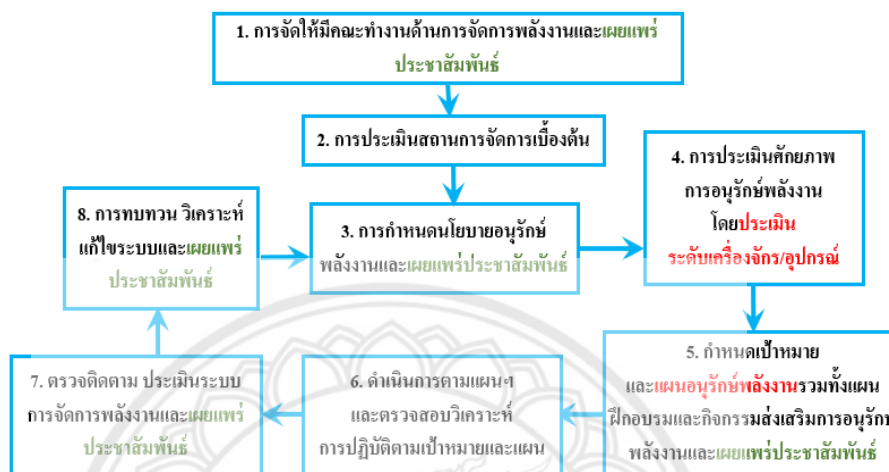 1. การจัดให้มีคณะทำงานด้านการจัดการพลังงานและเผยแพร่
ประชาสัมพันธ์
2. การประเมินสถานการจัดการเบื้องต้น
3. การกำหนดนโยบายอนุรักษ์
พลังงานและเผยแพร่ประชาสัมพันธ์
4. การประเมินศักยภาพ
การอนุรักษ์พลังงาน
โดยประเมิน
ระดับเครื่องจักร/อุปกรณ์
5. กำหนดเป้าหมาย
และแผนอนุรักษ์พลังงานรวมทั้งแผน
ฝึกอบรมและกิจกรรมส่งเสริมการอนุรักษ
พลังงานและเผยแพร่ประชาสัมพันธ์
6. ดำเนินการตามแผนฯ
และตรวจสอบวิเคราะห์
การปฏิบัติตามเป้าหมายและแผน
7. ตรวจติดตาม ประเมินระบบ
การจัดการพลังงานและเผยแพร่
ประชาสัมพันธ์
8. การทบทวน วิเคราะห์
แก้ไขระบบและเผยแพร่
ประชาสัมพันธ์